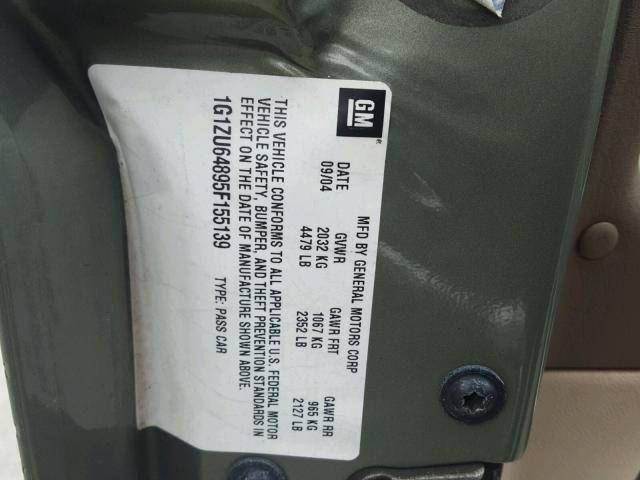 GM
®
MFD BY GENERAL MOTORS CORP
DATE GVWR GAWR FRT GAWR RR
09/04 2032 KG 1067 KG 965 KG
4479 LB 2352 LB 2127 LB
THIS VEHICLE CONFORMS TO ALL APPLICABLE U.S. FEDERAL MOTOR
VEHICLE SAFETY, BUMPER, AND THEFT PREVENTION STANDARDS IN
EFFECT ON THE DATE OF MANUFACTURE SHOWN ABOVE.
1G1ZU64895F155139 TYPE: PASS CAR